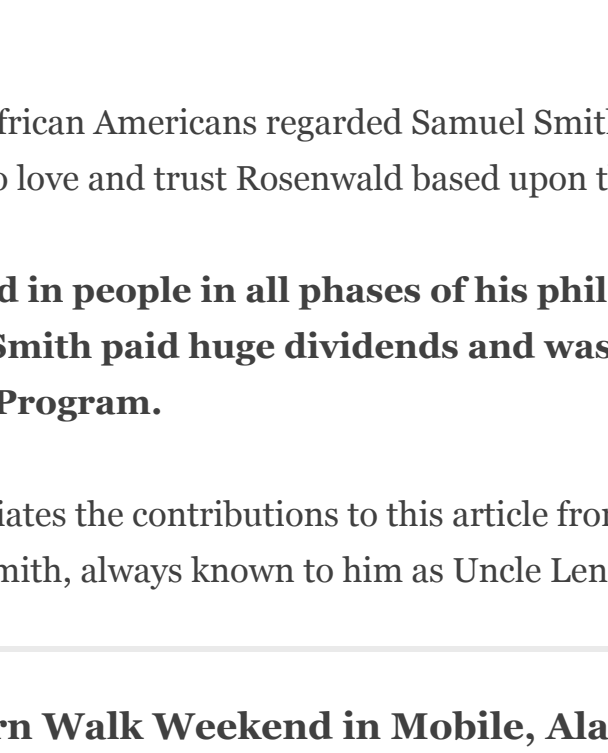 frican Americans regarded Samuel Smit
o love and trust Rosenwald based upon t
d in people in all phases of his phil
Smith paid huge dividends and was
Program.
iates the contributions to this article fro
mith, always known to him as Uncle Len
rn Walk Weekend in Mobile, Ala